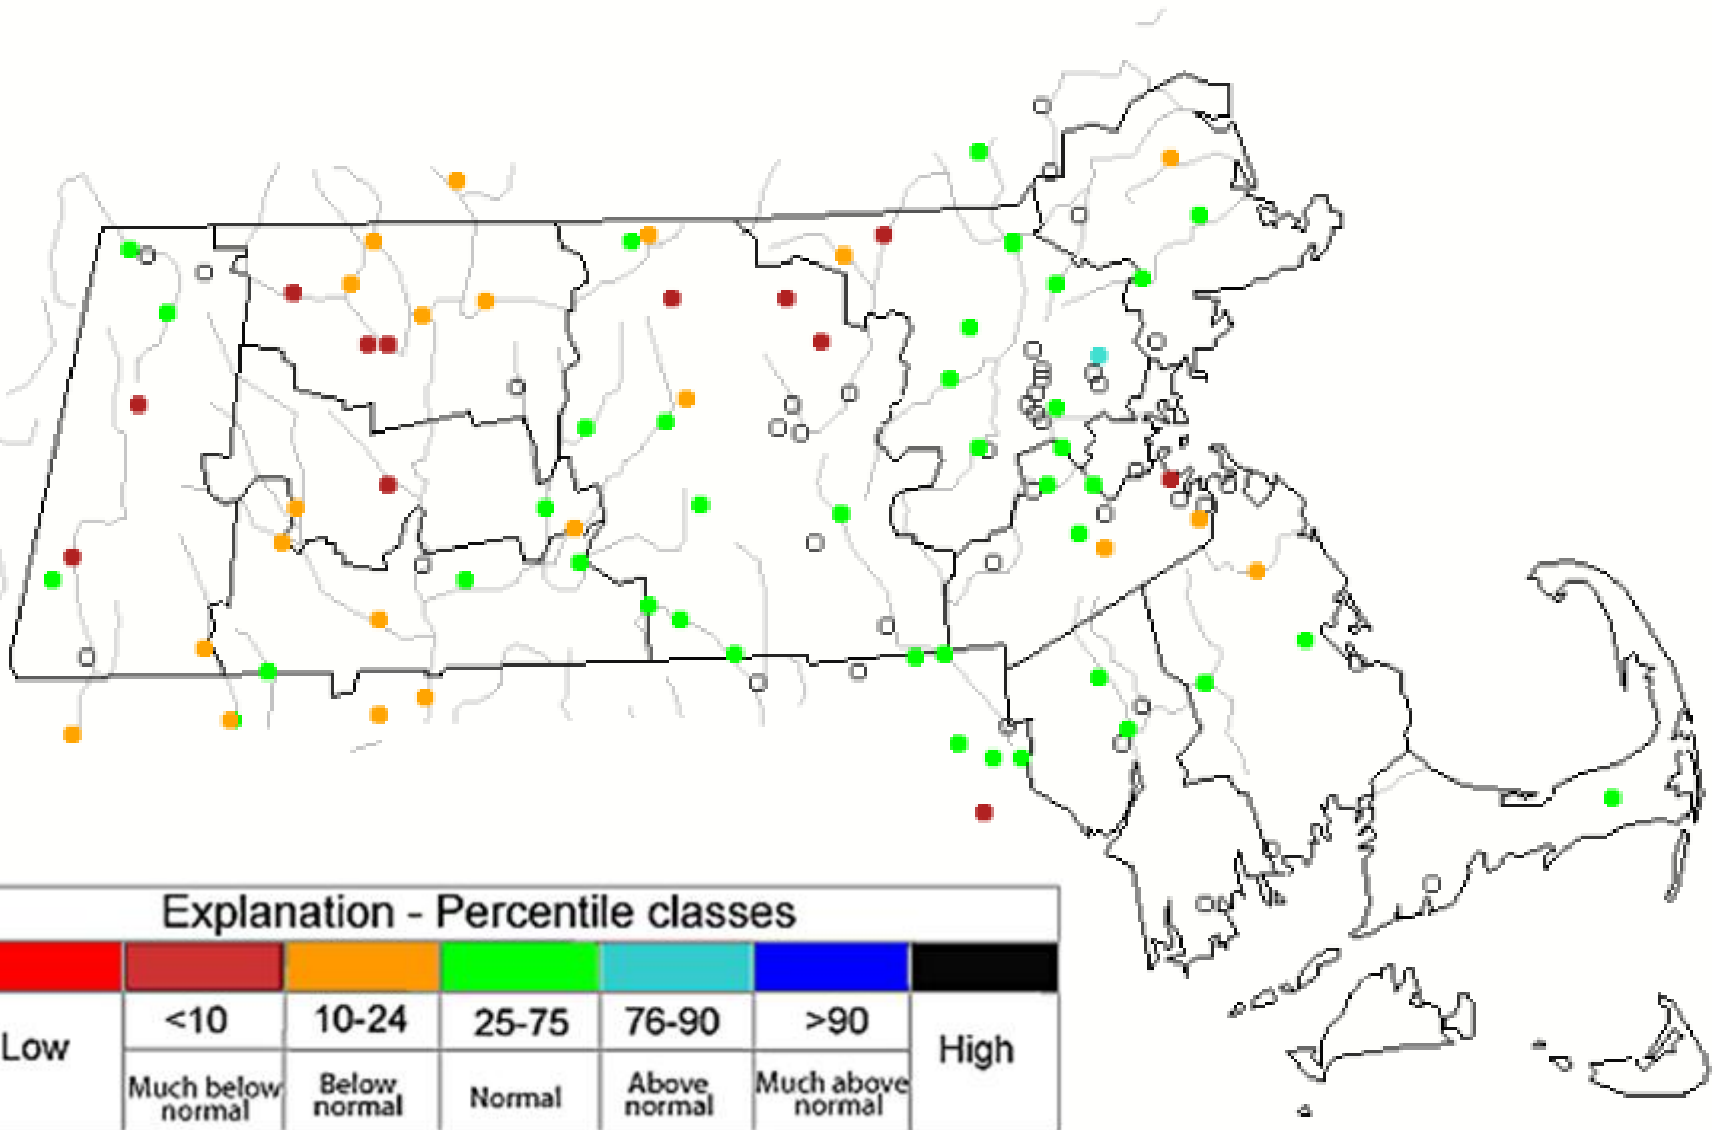 Explanation - Percentile classes
<10 10-24 25-75 76-90 >90
Low High
Much below normal Below normal Normal Above normal Much above normal